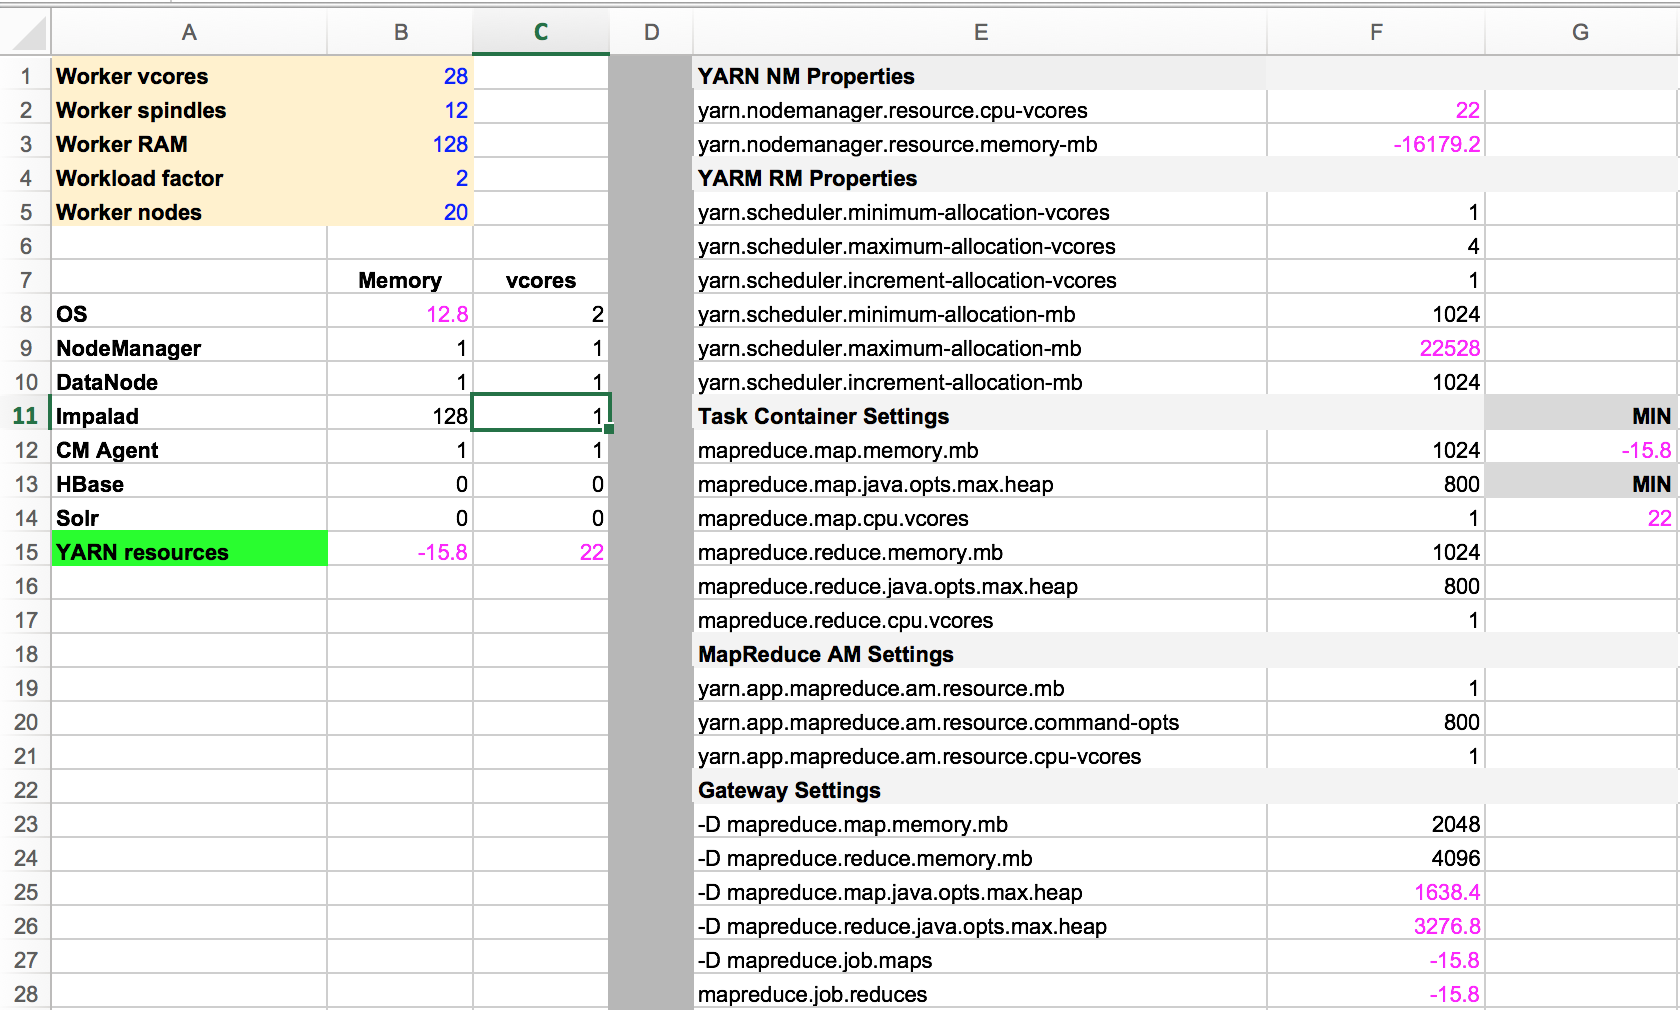 A B C D E F G
1 Worker vcores 28 YARN NM Properties
2 Worker spindles 12 yarn.nodemanager.resource.cpu-vcores 22
3 Worker RAM 128 yarn.nodemanager.resource.memory-mb -16179.2
4 Workload factor 2 YARM RM Properties
5 Worker nodes 20 yarn.scheduler.minimum-allocation-vcores 1
6 yarn.scheduler.maximum-allocation-vcores 4
7 Memory vcores yarn.scheduler.increment-allocation-vcores 1
8 OS 12.8 2 yarn.scheduler.minimum-allocation-mb 1024
9 NodeManager 1 1 yarn.scheduler.maximum-allocation-mb 22528
10 DataNode 1 1 yarn.scheduler.increment-allocation-mb 1024
11 Impalad 128 1 Task Container Settings MIN
12 CM Agent 1 1 mapreduce.map.memory.mb 1024 -15.8
13 HBase 0 0 mapreduce.map.java.opts.max.heap 800 MIN
14 Solr 0 0 mapreduce.map.cpu.vcores 1 22
15 YARN resources -15.8 22 mapreduce.reduce.memory.mb 1024
16 mapreduce.reduce.java.opts.max.heap 800
17 mapreduce.reduce.cpu.vcores 1
18 MapReduce AM Settings
19 yarn.app.mapreduce.am.resource.mb 1
20 yarn.app.mapreduce.am.resource.command-opts 800
21 yarn.app.mapreduce.am.resource.cpu-vcores 1
22 Gateway Settings
23 -D mapreduce.map.memory.mb 2048
24 -D mapreduce.reduce.memory.mb 4096
25 -D mapreduce.map.java.opts.max.heap 1638.4
26 -D mapreduce.reduce.java.opts.max.heap 3276.8
27 -D mapreduce.job.maps -15.8
28 mapreduce.job.reduces -15.8